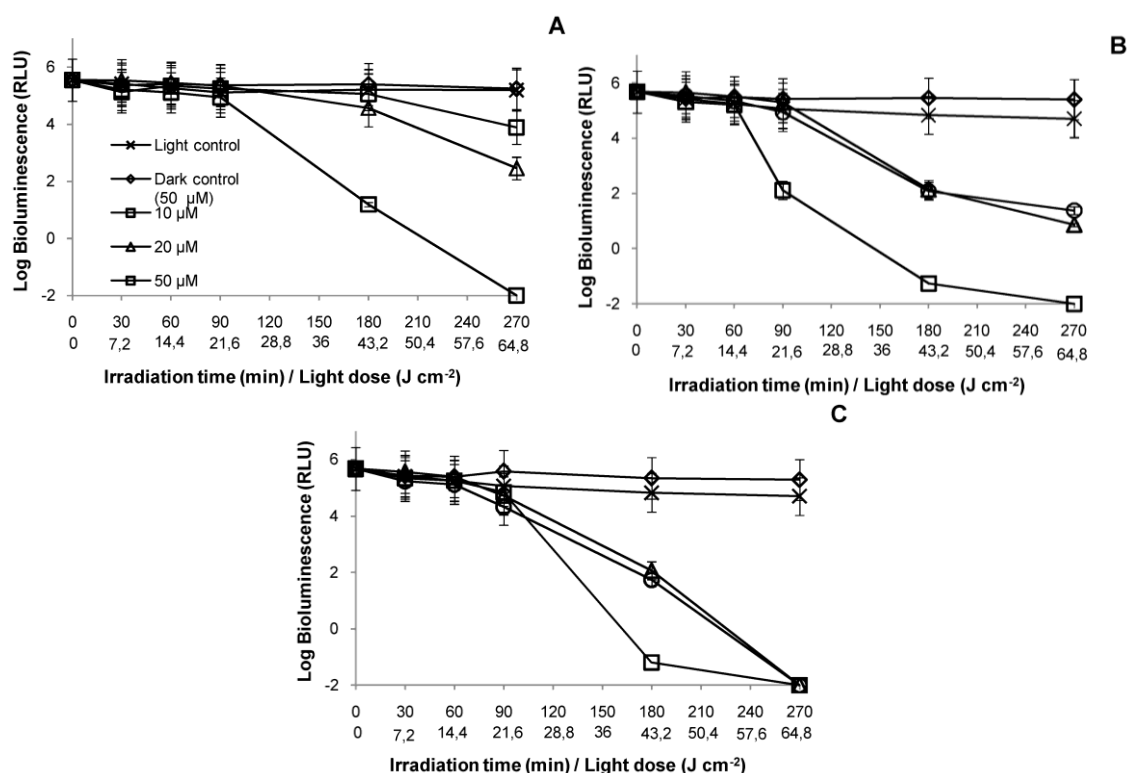 A
Log Bioluminescence (RLU)
6
4
2
0
-2
Light control
Dark control
(50 µM)
10 µM
20 µM
50 µM
0 30 60 90 120 150 180 210 240 270
0 7,2 14,4 21,6 28,8 36 43,2 50,4 57,6 64,8
Irradiation time (min) / Light dose (J cm-2)
B
Log Bioluminescence (RLU)
6
4
2
0
-2
0 30 60 90 120 150 180 210 240 270
0 7,2 14,4 21,6 28,8 36 43,2 50,4 57,6 64,8
Irradiation time (min) / Light dose (J cm-2)
C
Log Bioluminescence (RLU)
6
4
2
0
-2
0 30 60 90 120 150 180 210 240 270
0 7,2 14,4 21,6 28,8 36 43,2 50,4 57,6 64,8
Irradiation time (min) / Light dose (J cm-2)